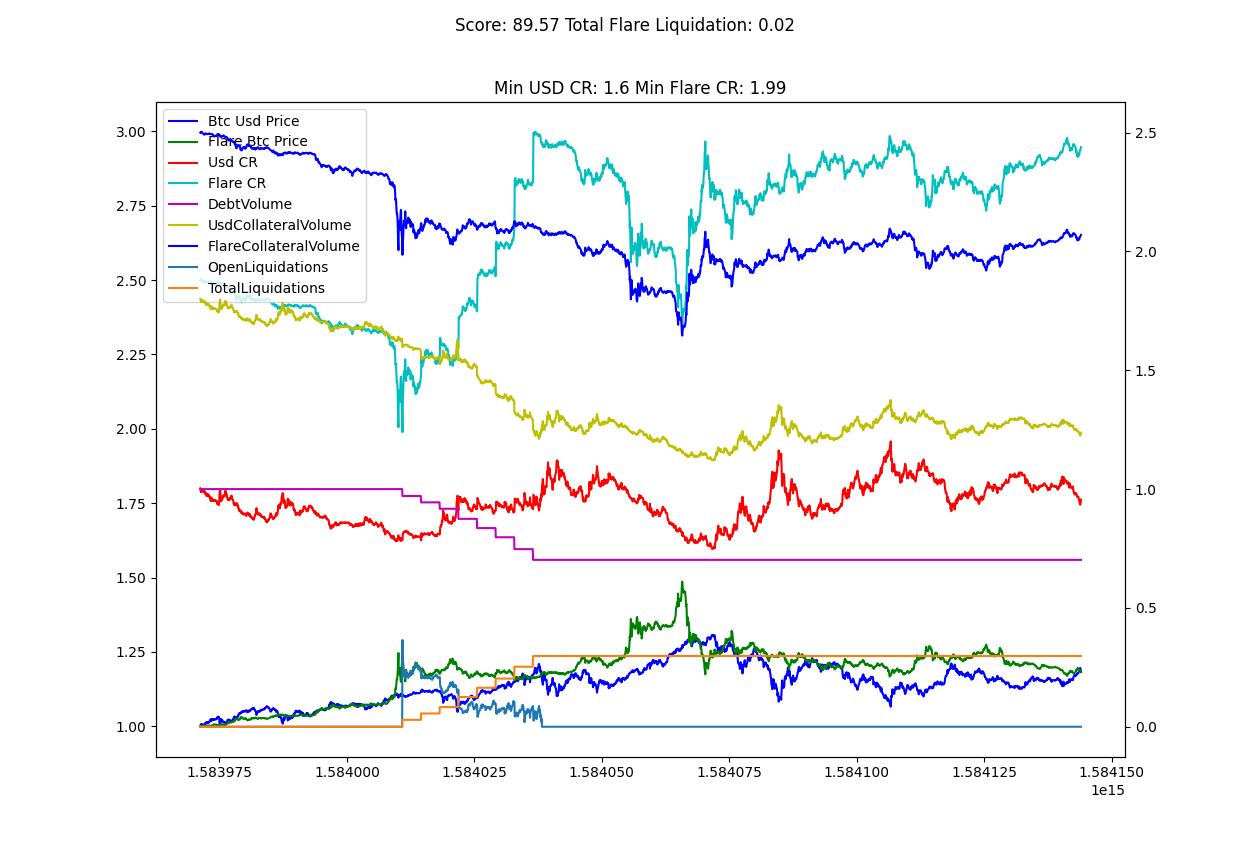 Score: 89.57 Total Flare Liquidation: 0.02
Min USD CR: 1.6 Min Flare CR: 1.99
Btc Usd Price
Flare Btc Price
Usd CR
Flare CR
DebtVolume
UsdCollateralVolume
FlareCollateralVolume
OpenLiquidations
TotalLiquidations
3.00
2.75
2.50
2.25
2.00
1.75
1.50
1.25
1.00
2.5
2.0
1.5
1.0
0.5
0.0
1.583975
1.584000
1.584025
1.584050
1.584075
1.584100
1.584125
1.584150
1e15